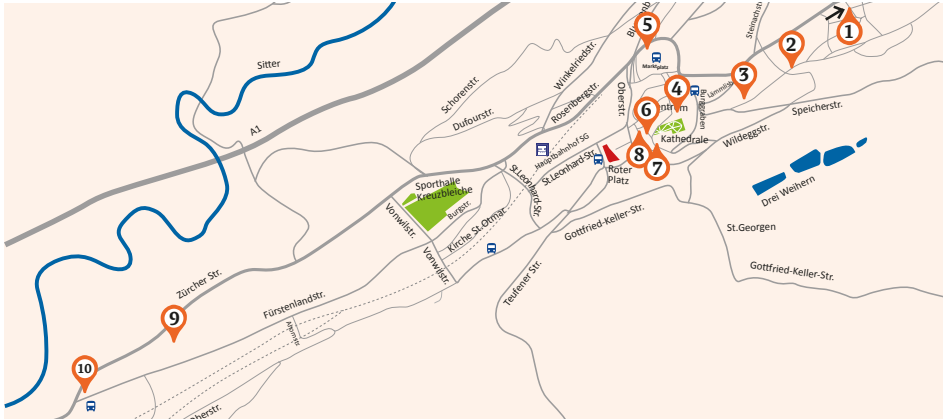 1
2
3
4
5
6
7
8
9
10
Sitter
A1
Schorenstr.
Dufourstr.
Winkelriedstr.
Rosenbergstr.
Marktplatz
Oberstr.
Burggraben
Speicherstr.
Wildeggstr.
Kathedrale
Hauptbahnhof SG
St.Leonhard-Str.
St.Leonhard-Str.
Roter
Platz
Drei Weihern
Sporthalle
Kreuzbleiche
Burgstr.
Vonwilstr.
Vonwilstr.
Kirche St.Otmar
Gottfried-Keller-Str.
St.Georgen
Gottfried-Keller-Str.
Teufener Str.
Zürcher Str.
Fürstenlandstr.